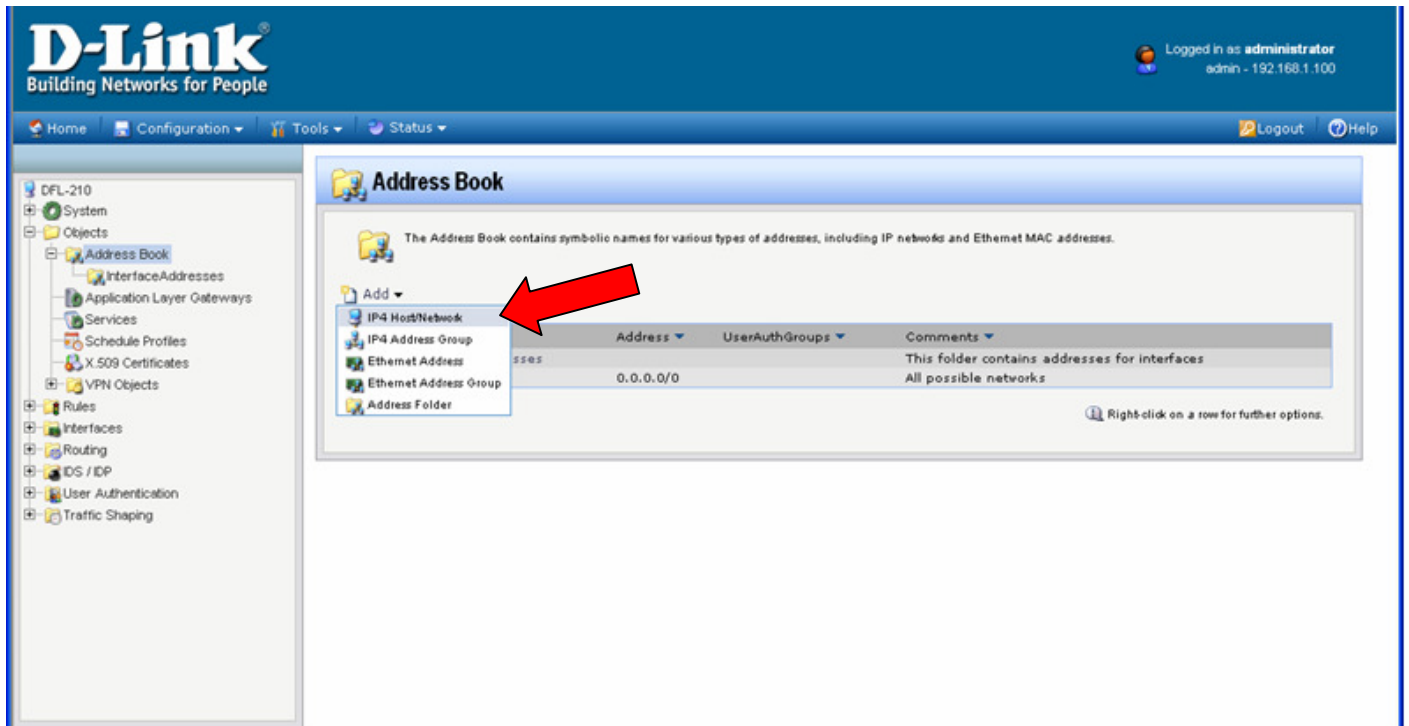 D-Link®
Building Networks for People
Logged in as administrator
admin - 192.168.1.100
Home Configuration Tools Status Logout Help
DFL-210
System
Objects
Address Book
InterfaceAddresses
Application Layer Gateways
Services
Schedule Profiles
X.509 Certificates
VPN Objects
Rules
Interfaces
Routing
IDS / IDP
User Authentication
Traffic Shaping
Address Book
The Address Book contains symbolic names for various types of addresses, including IP networks and Ethernet MAC addresses.
Add
IP4 Host/Network
IP4 Address Group
Ethernet Address
Ethernet Address Group
Address Folder
Address UserAuthGroups Comments
sses This folder contains addresses for interfaces
0.0.0.0/0 All possible networks
Right-click on a row for further options.